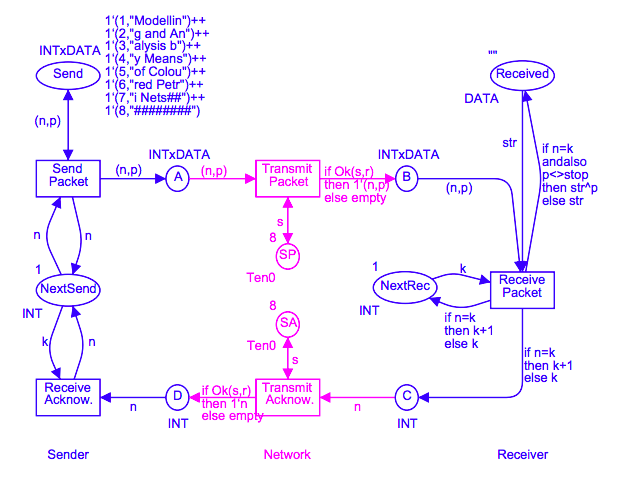 1'(1,"Modellin")++
1'(2,"g and An")++
1'(3,"alysis b")++
1'(4,"y Means")++
1'(5,"of Colou")++
1'(6,"red Petr")++
1'(7,"i Nets##")++
1'(8,"########")
INTxDATA
Send
(n,p)
""
Received
DATA
str
if n=k
andalso
p<>stop
then str^p
else str
Send
Packet
(n,p)
INTxDATA
A
(n,p)
Transmit
Packet
if Ok(s,r)
then 1'(n,p)
else empty
INTxDATA
B
(n,p)
n
n
s
8
SP
Ten0
1
NextSend
INT
1
NextRec
INT
k
Receive
Packet
if n=k
then k+1
else k
8
SA
Ten0
s
k
n
if n=k
then k+1
else k
Receive
Acknow.
n
D
INT
if Ok(s,r)
then 1'n
else empty
Transmit
Acknow.
n
C
INT
Sender
Network
Receiver